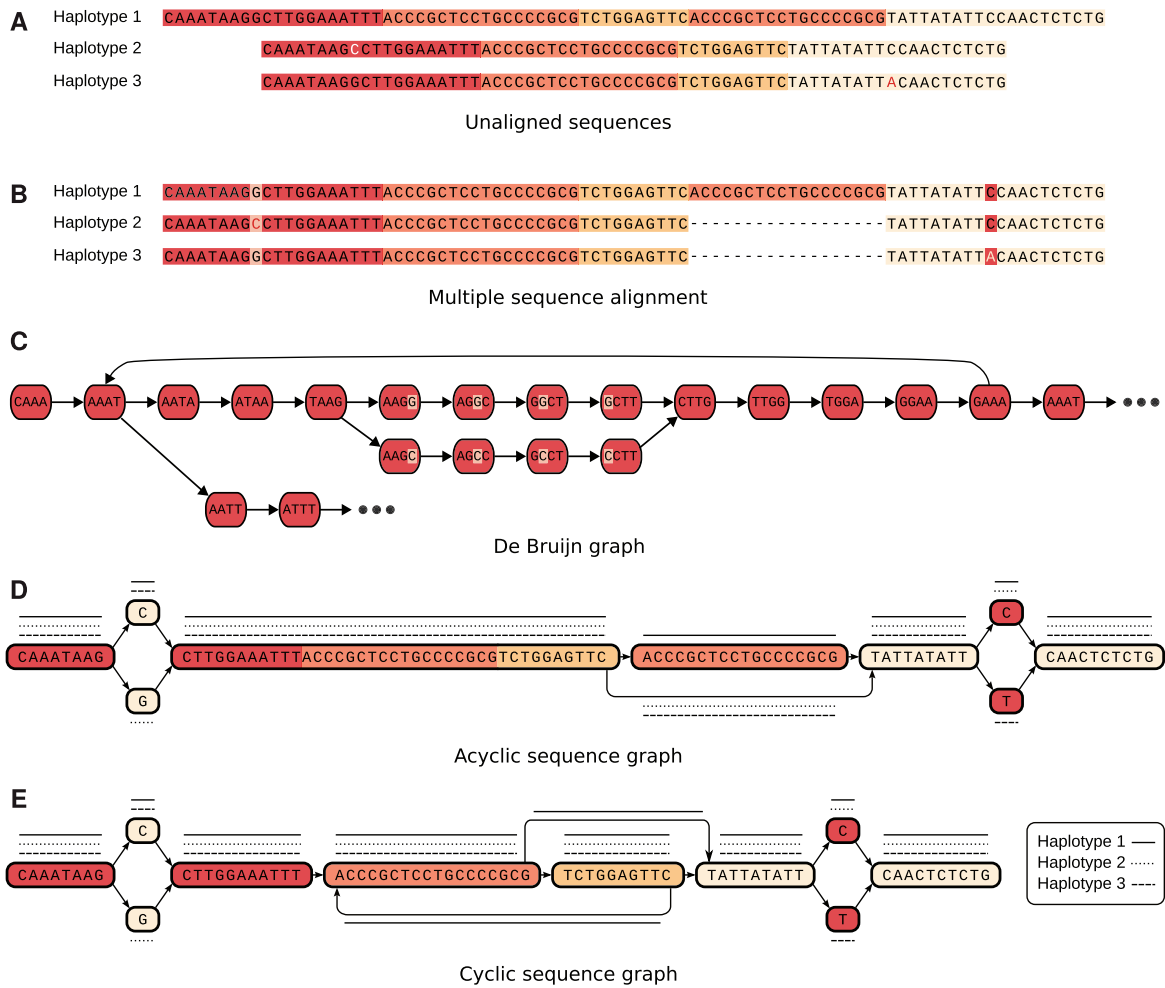 A
Haplotype 1 CAAATAAGGCTTGGAAATTTACCCGCTCCTGCCCCGCGTCTGGAGTTCACCCGCTCCTGCCCCGCGTATTATATTCCAACTCTCTG
Haplotype 2 CAAATAAGCCTTGGAAATTTACCCGCTCCTGCCCCGCGTCTGGAGTTCTATTATATTCCAACTCTCTG
Haplotype 3 CAAATAAGGCTTGGAAATTTACCCGCTCCTGCCCCGCGTCTGGAGTTCTATTATATTACAACTCTCTG
Unaligned sequences
B
Haplotype 1 CAAATAAGGCTTGGAAATTTACCCGCTCCTGCCCCGCGTCTGGAGTTCACCCGCTCCTGCCCCGCGTATTATATTCCAACTCTCTG
Haplotype 2 CAAATAAGCCTTGGAAATTTACCCGCTCCTGCCCCGCGTCTGGAGTTC------------------TATTATATTCCAACTCTCTG
Haplotype 3 CAAATAAGGCTTGGAAATTTACCCGCTCCTGCCCCGCGTCTGGAGTTC------------------TATTATATTACAACTCTCTG
Multiple sequence alignment
C
CAAA AAAT AATA ATAA TAAG AAGG AGGC GGCT GCTT CTTG TTGG TGGA GGAA GAAA AAAT
AAGC AGCC GCCT CCTT
AATT ATTT
De Bruijn graph
D
C C
CAAATAAG CTTGGAAATTTACCCGCTCCTGCCCCGCGTCTGGAGTTC ACCCGCTCCTGCCCCGCG TATTATATT CAACTCTCTG
G T
Acyclic sequence graph
E
C C
CAAATAAG CTTGGAAATTT ACCCGCTCCTGCCCCGCG TCTGGAGTTC TATTATATT CAACTCTCTG
G T
Haplotype 1
Haplotype 2
Haplotype 3
Cyclic sequence graph